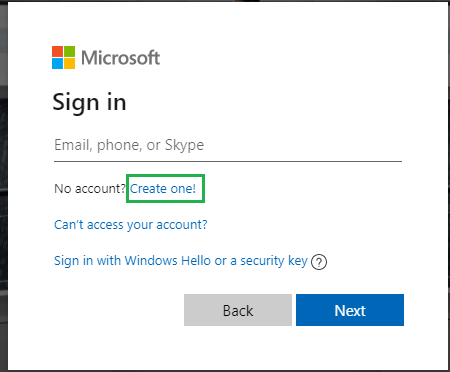 Microsoft
Sign in
Email, phone, or Skype
No account? Create one!
Can't access your account?
Sign in with Windows Hello or a security key ?
Back Next